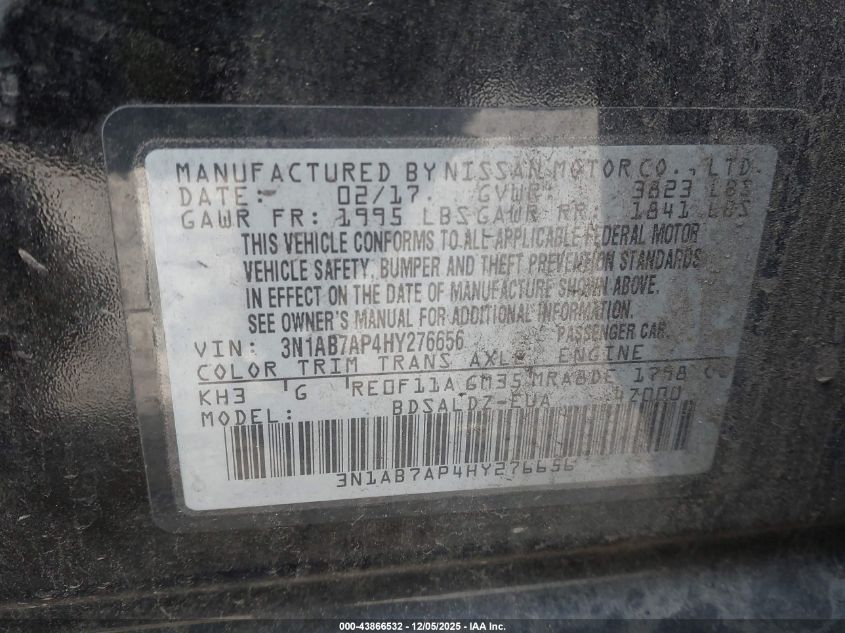 MANUFACTURED BY NISSAN MOTOR CO., LTD.
DATE: 02/17. GVWR: 3823 LBS
GAWR FR: 1995 LBS GAWR RR: 1841 LBS
THIS VEHICLE CONFORMS TO ALL APPLICABLE FEDERAL MOTOR
VEHICLE SAFETY, BUMPER AND THEFT PREVENTION STANDARDS
IN EFFECT ON THE DATE OF MANUFACTURE SHOWN ABOVE.
SEE OWNER'S MANUAL FOR ADDITIONAL INFORMATION.
VIN: 3N1AB7AP4HY276656 PASSENGER CAR
COLOR TRIM TRANS AXLE ENGINE
KH3 G RE0F11A GM35 MRA8DE 1798
MODEL: BDSALDZ-EUA
3N1AB7AP4HY276656
000-43866532 - 12/05/2025 - IAA Inc.